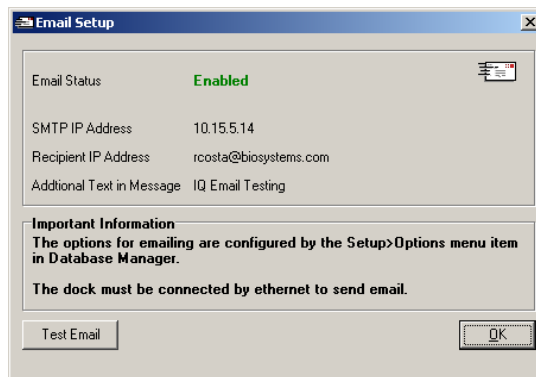 Email Setup
Email Status Enabled
SMTP IP Address 10.15.5.14
Recipient IP Address rcosta@biosystems.com
Addtional Text in Message IQ Email Testing
Important Information
The options for emailing are configured by the Setup>Options menu item
in Database Manager.
The dock must be connected by ethernet to send email.
Test Email OK